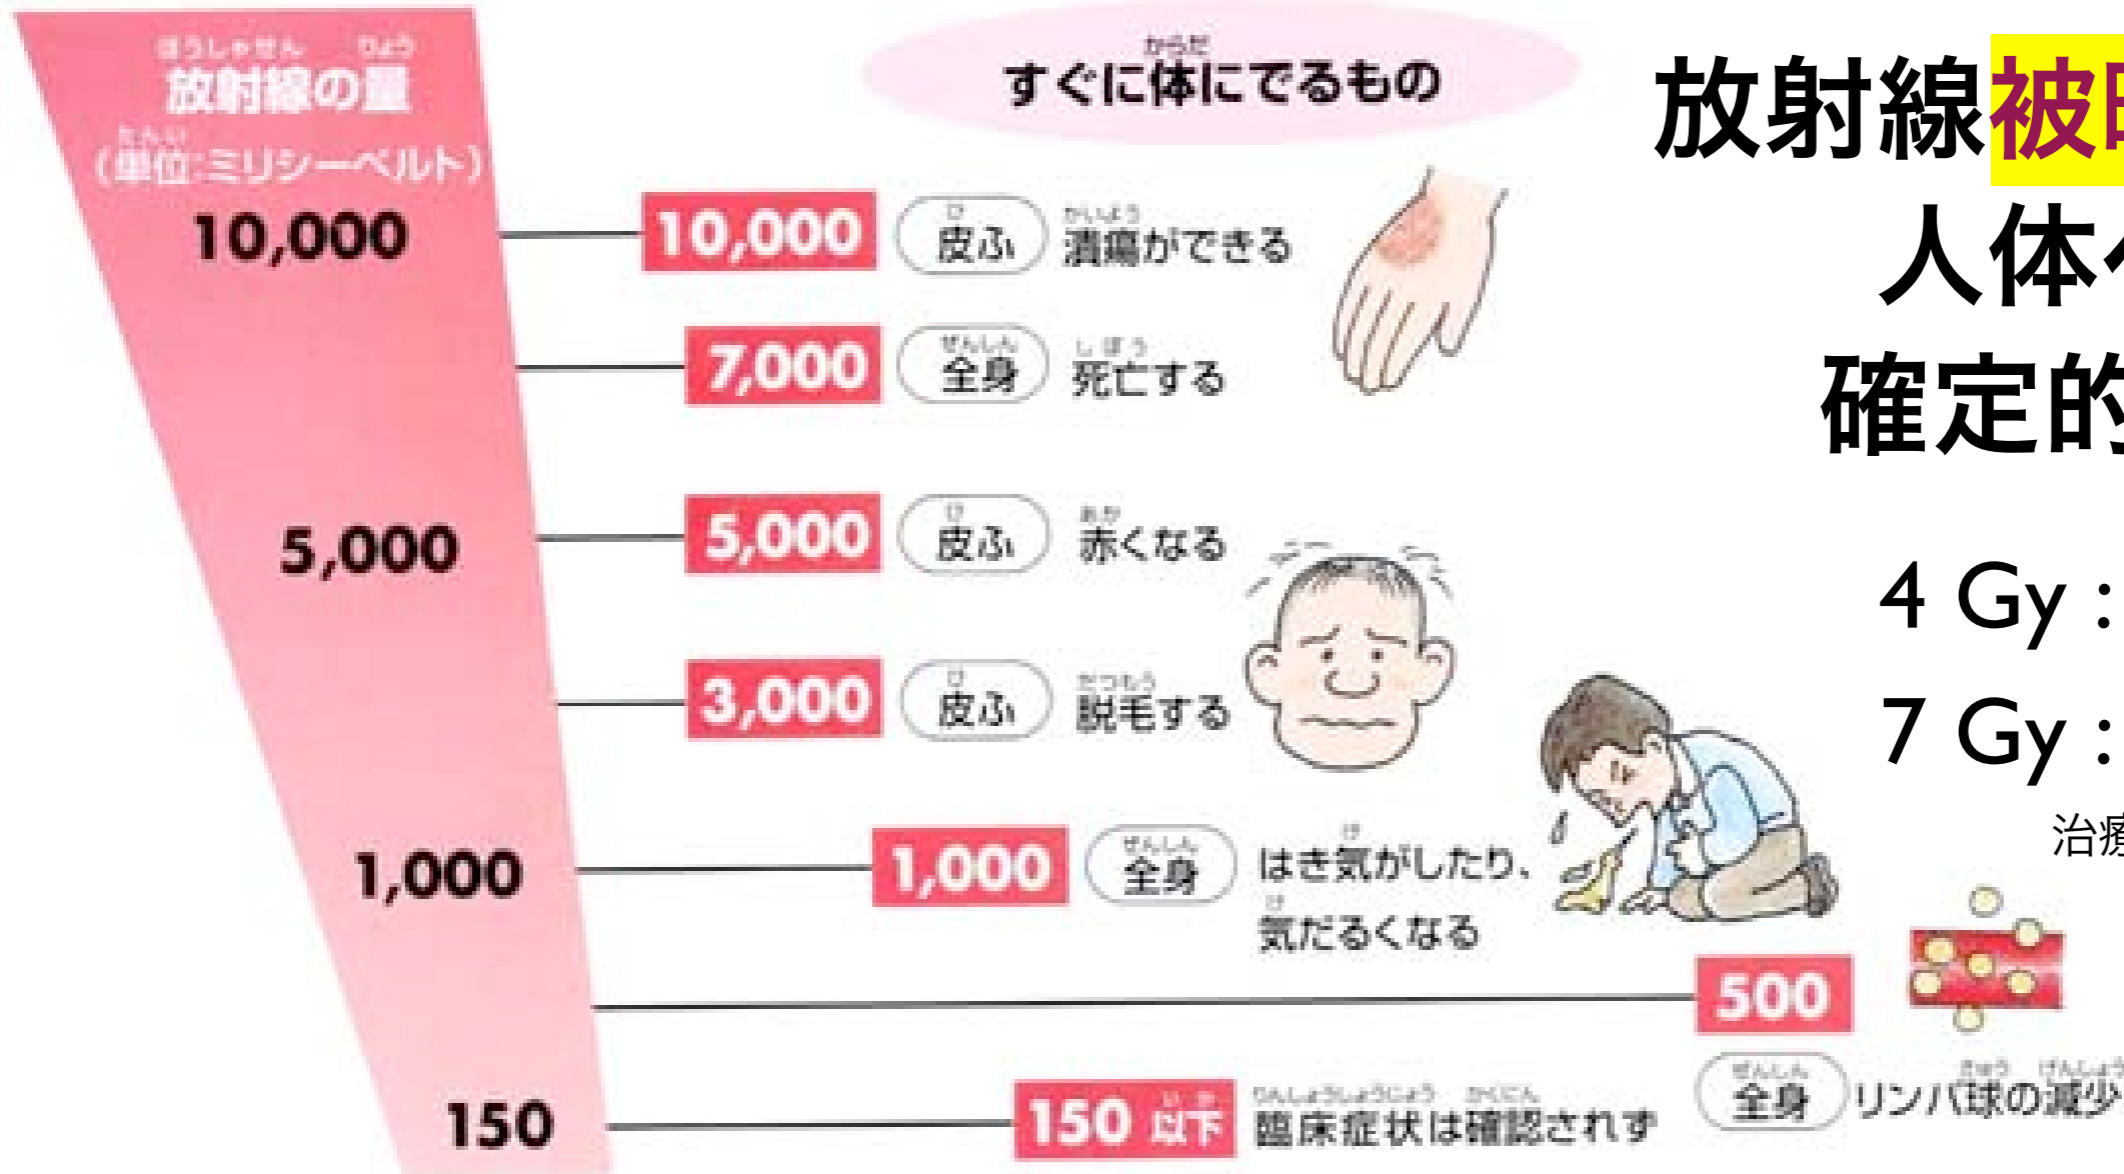 放射線の量
(単位:ミリシーベルト)
10,000
5,000
1,000
150
すぐに体にでるもの
10,000 皮ふ 潰瘍ができる
7,000 全身 死亡する
5,000 皮ふ 赤くなる
3,000 皮ふ 脱毛する
1,000 全身 はき気がしたり、
気だるくなる
500
全身 リンパ球の減少
150 以下 臨床症状は確認されず
放射線被
人体
確定的
4 Gy :
7 Gy :
治療